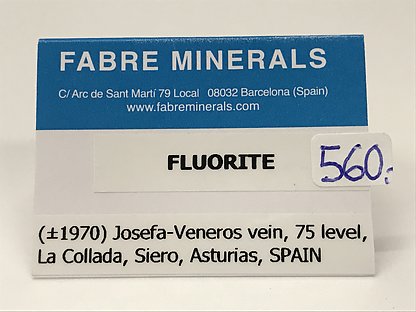 FABRE MINERALS
C/ Arc de Sant Martí 79 Local 08032 Barcelona (Spain)
www.fabreminerals.com
FLUORITE
560.-
(±1970) Josefa-Veneros vein, 75 level,
La Collada, Siero, Asturias, SPAIN